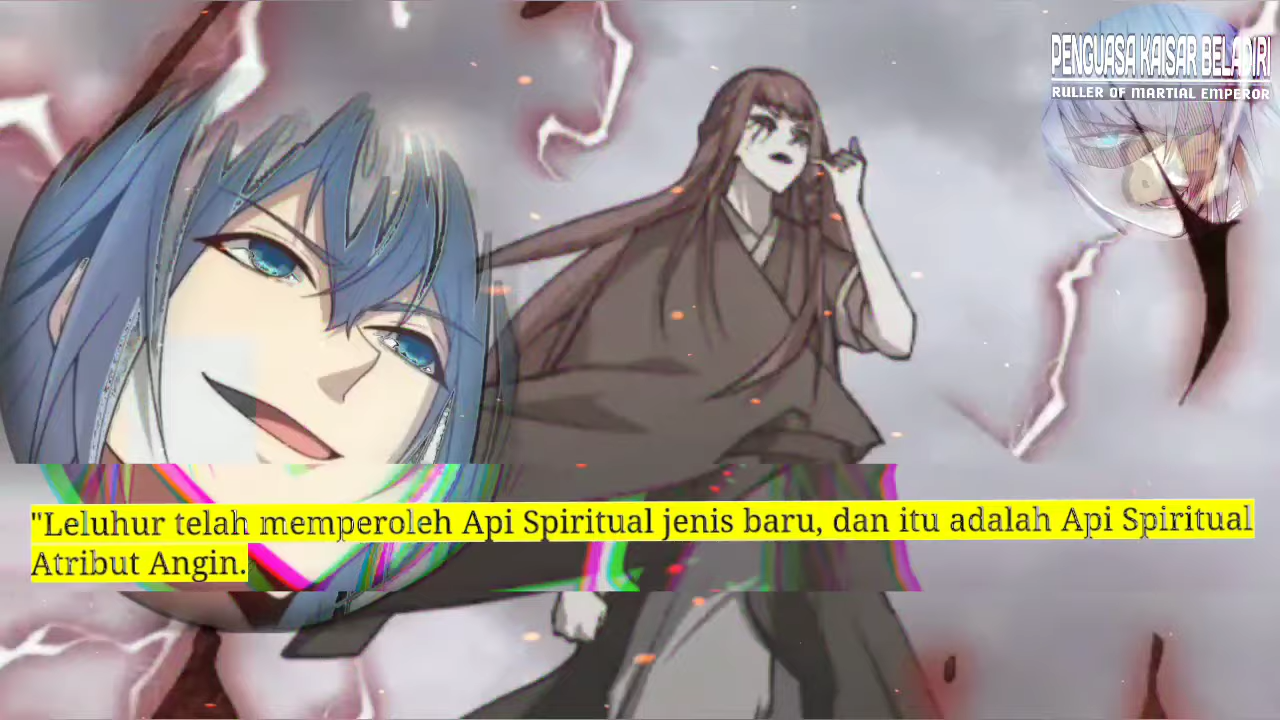 PENGUASA KAISAR BELADIRI
RULLER OF MARTIAL EMPEROR
"Leluhur telah memperoleh Api Spiritual jenis baru, dan itu adalah Api Spiritual
Atribut Angin.